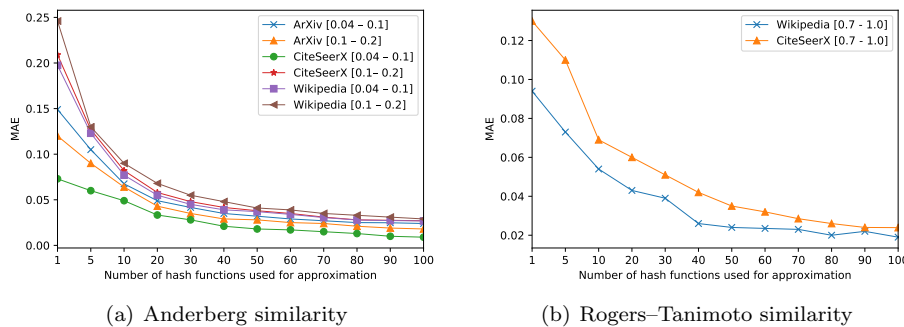 0.25
0.20
0.15
0.10
0.05
0.00
MAE
ArXiv [0.04 – 0.1]
ArXiv [0.1 – 0.2]
CiteSeerX [0.04 – 0.1]
CiteSeerX [0.1– 0.2]
Wikipedia [0.04 – 0.1]
Wikipedia [0.1 – 0.2]
1 5 10 20 30 40 50 60 70 80 90 100
Number of hash functions used for approximation
(a) Anderberg similarity
0.12
0.10
0.08
0.06
0.04
0.02
MAE
Wikipedia [0.7 - 1.0]
CiteSeerX [0.7 - 1.0]
1 5 10 20 30 40 50 60 70 80 90 100
Number of hash functions used for approximation
(b) Rogers–Tanimoto similarity